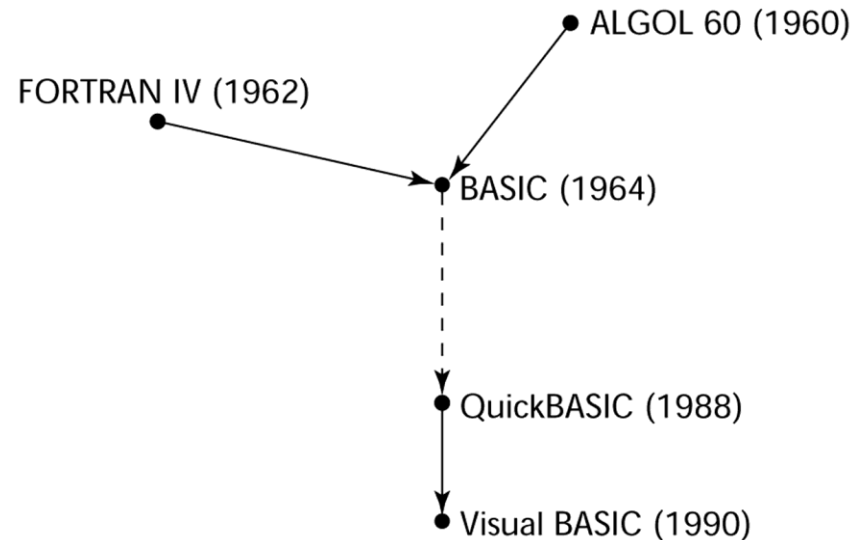 ALGOL 60 (1960)
FORTRAN IV (1962)
BASIC (1964)
QuickBASIC (1988)
Visual BASIC (1990)